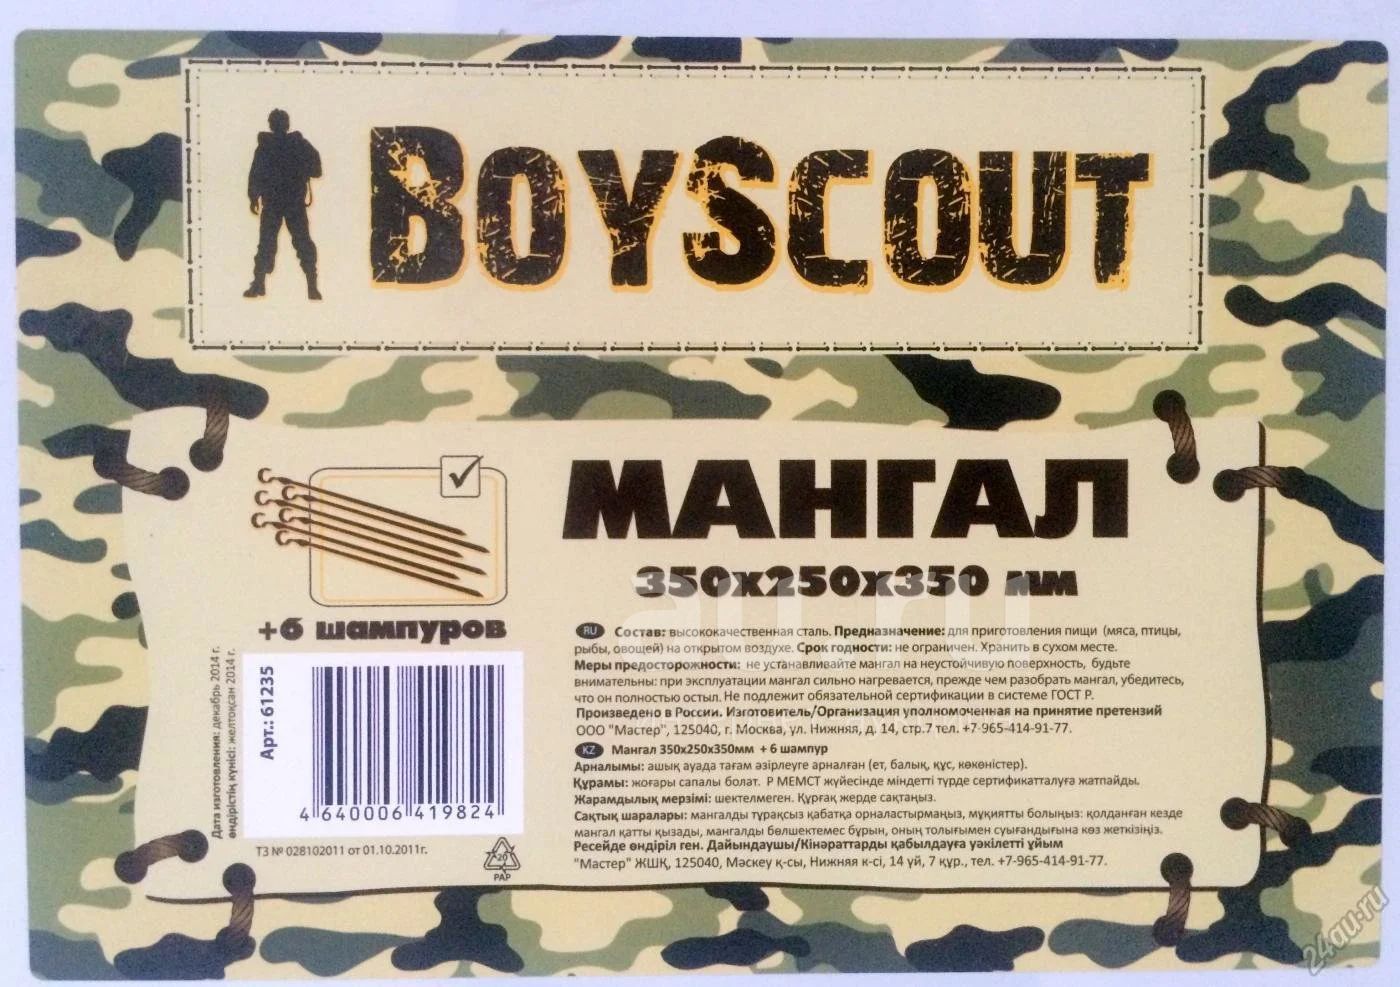 BOYSCOUT
МАНГАЛ
350х250х350 мм
+6 шампуров
RU Состав: высококачественная сталь. Предназначение: для приготовления пищи (мяса, птицы,
рыбы, овощей) на открытом воздухе. Срок годности: не ограничен. Хранить в сухом месте.
Меры предосторожности: не устанавливайте мангал на неустойчивую поверхность, будьте
внимательны: при эксплуатации мангал сильно нагревается, прежде чем разобрать мангал, убедитесь,
что он полностью остыл. Не подлежит обязательной сертификации в системе ГОСТ Р.
Произведено в России. Изготовитель/Организация уполномоченная на принятие претензий
ООО "Мастер", 125040, г. Москва, ул. Нижняя, д. 14, стр.7 тел. +7-965-414-91-77.
KZ Мангал 350х250х350мм + 6 шампур
Арналымы: ашық ауада тағам әзірлеуге арналған (ет, балық, құс, көкөністер).
Құрамы: жоғары сапалы болат. Р МЕМСТ жүйесінде міндетті түрде сертификатталуға жатпайды.
Жарамдылық мерзімі: шектелмеген. Құрғақ жерде сақтаңыз.
Сақтық шаралары: мангалды тұрақсыз қабатқа орналастырмаңыз, мұқиятты болыңыз: қолданған кезде
мангал қатты қызады, мангалды бөлшектемес бұрын, оның толығымен суығандығына көз жеткізіңіз.
Ресейде өндіріл ген. Дайындаушы/Кінәраттарды қабылдауға уәкілетті ұйым
"Мастер" ЖШҚ, 125040, Мәскеу қ-сы, Нижняя к-сі, 14 үй, 7 құр., тел. +7-965-414-91-77.
Дата изготовления: декабрь 2014 г.
өндірістің күнісі: желтоқсан 2014 г.
Арт.: 61235
4 640006 419824
ТЗ № 028102011 от 01.10.2011г.
20
PAP
au.ru
24au.ru